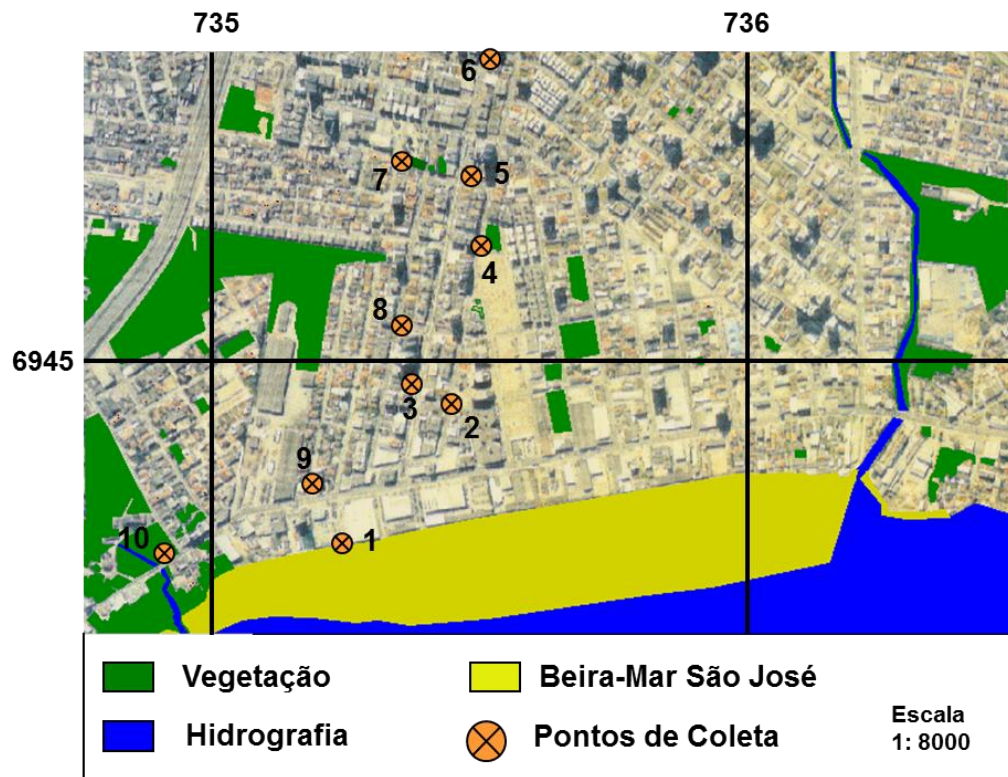 735
736
6
7
5
4
8
6945
3
2
9
10
1
Vegetação
Beira-Mar São José
Hidrografia
Pontos de Coleta
Escala
1: 8000